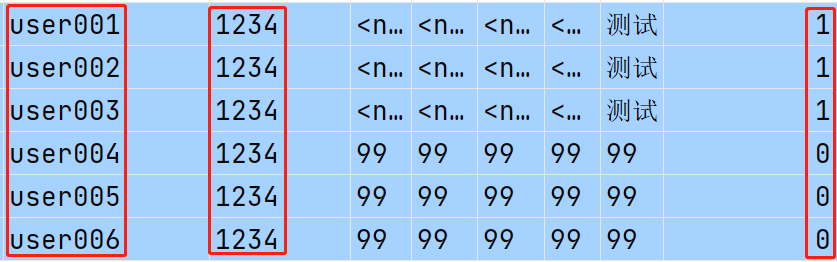 user001 1234 <n… <n… <n… <… 测试 1
user002 1234 <n… <n… <n… <… 测试 1
user003 1234 <n… <n… <n… <… 测试 1
user004 1234 99 99 99 99 99 0
user005 1234 99 99 99 99 99 0
user006 1234 99 99 99 99 99 0